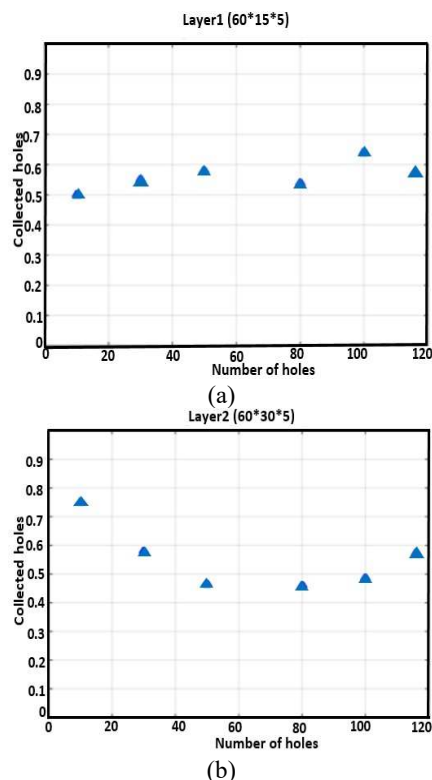 Layer1 (60*15*5)
Collected holes
0.9
0.8
0.7
0.6
0.5
0.4
0.3
0.2
0.1
0
0 20 40 60 80 100 120
Number of holes
(a)
Layer2 (60*30*5)
Collected holes
0.9
0.8
0.7
0.6
0.5
0.4
0.3
0.2
0.1
0
0 20 40 60 80 100 120
Number of holes
(b)